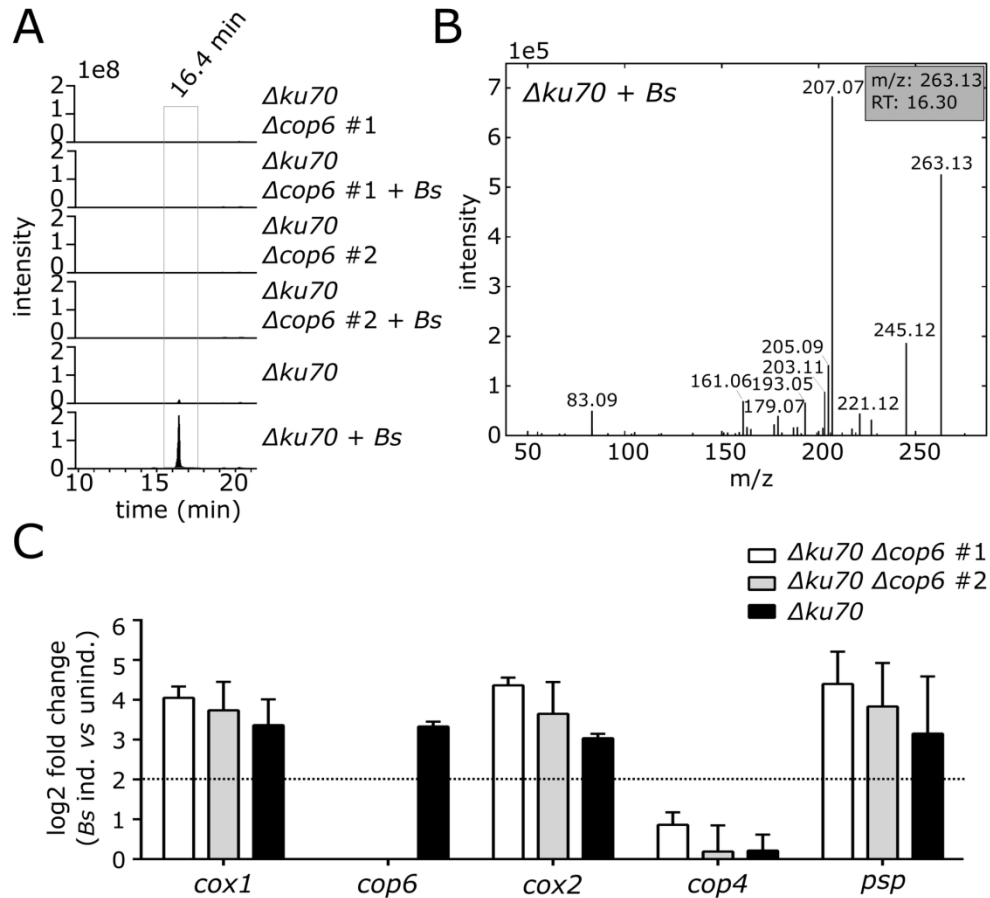 A
1e8
16.4 min
2
1
0
Δku70
Δcop6 #1
2
1
0
Δku70
Δcop6 #1 + Bs
2
1
0
Δku70
Δcop6 #2
2
1
0
Δku70
Δcop6 #2 + Bs
2
1
0
Δku70
2
1
0
Δku70 + Bs
intensity
10 15 20
time (min)
B
1e5
Δku70 + Bs
m/z: 263.13
RT: 16.30
207.07
263.13
245.12
205.09
203.11
193.05
161.06
179.07
221.12
83.09
7
6
5
4
3
2
1
0
intensity
50 100 150 200 250
m/z
C
Δku70 Δcop6 #1
Δku70 Δcop6 #2
Δku70
log2 fold change
(Bs ind. vs unind.)
6
5
4
3
2
1
0
cox1 cop6 cox2 cop4 psp